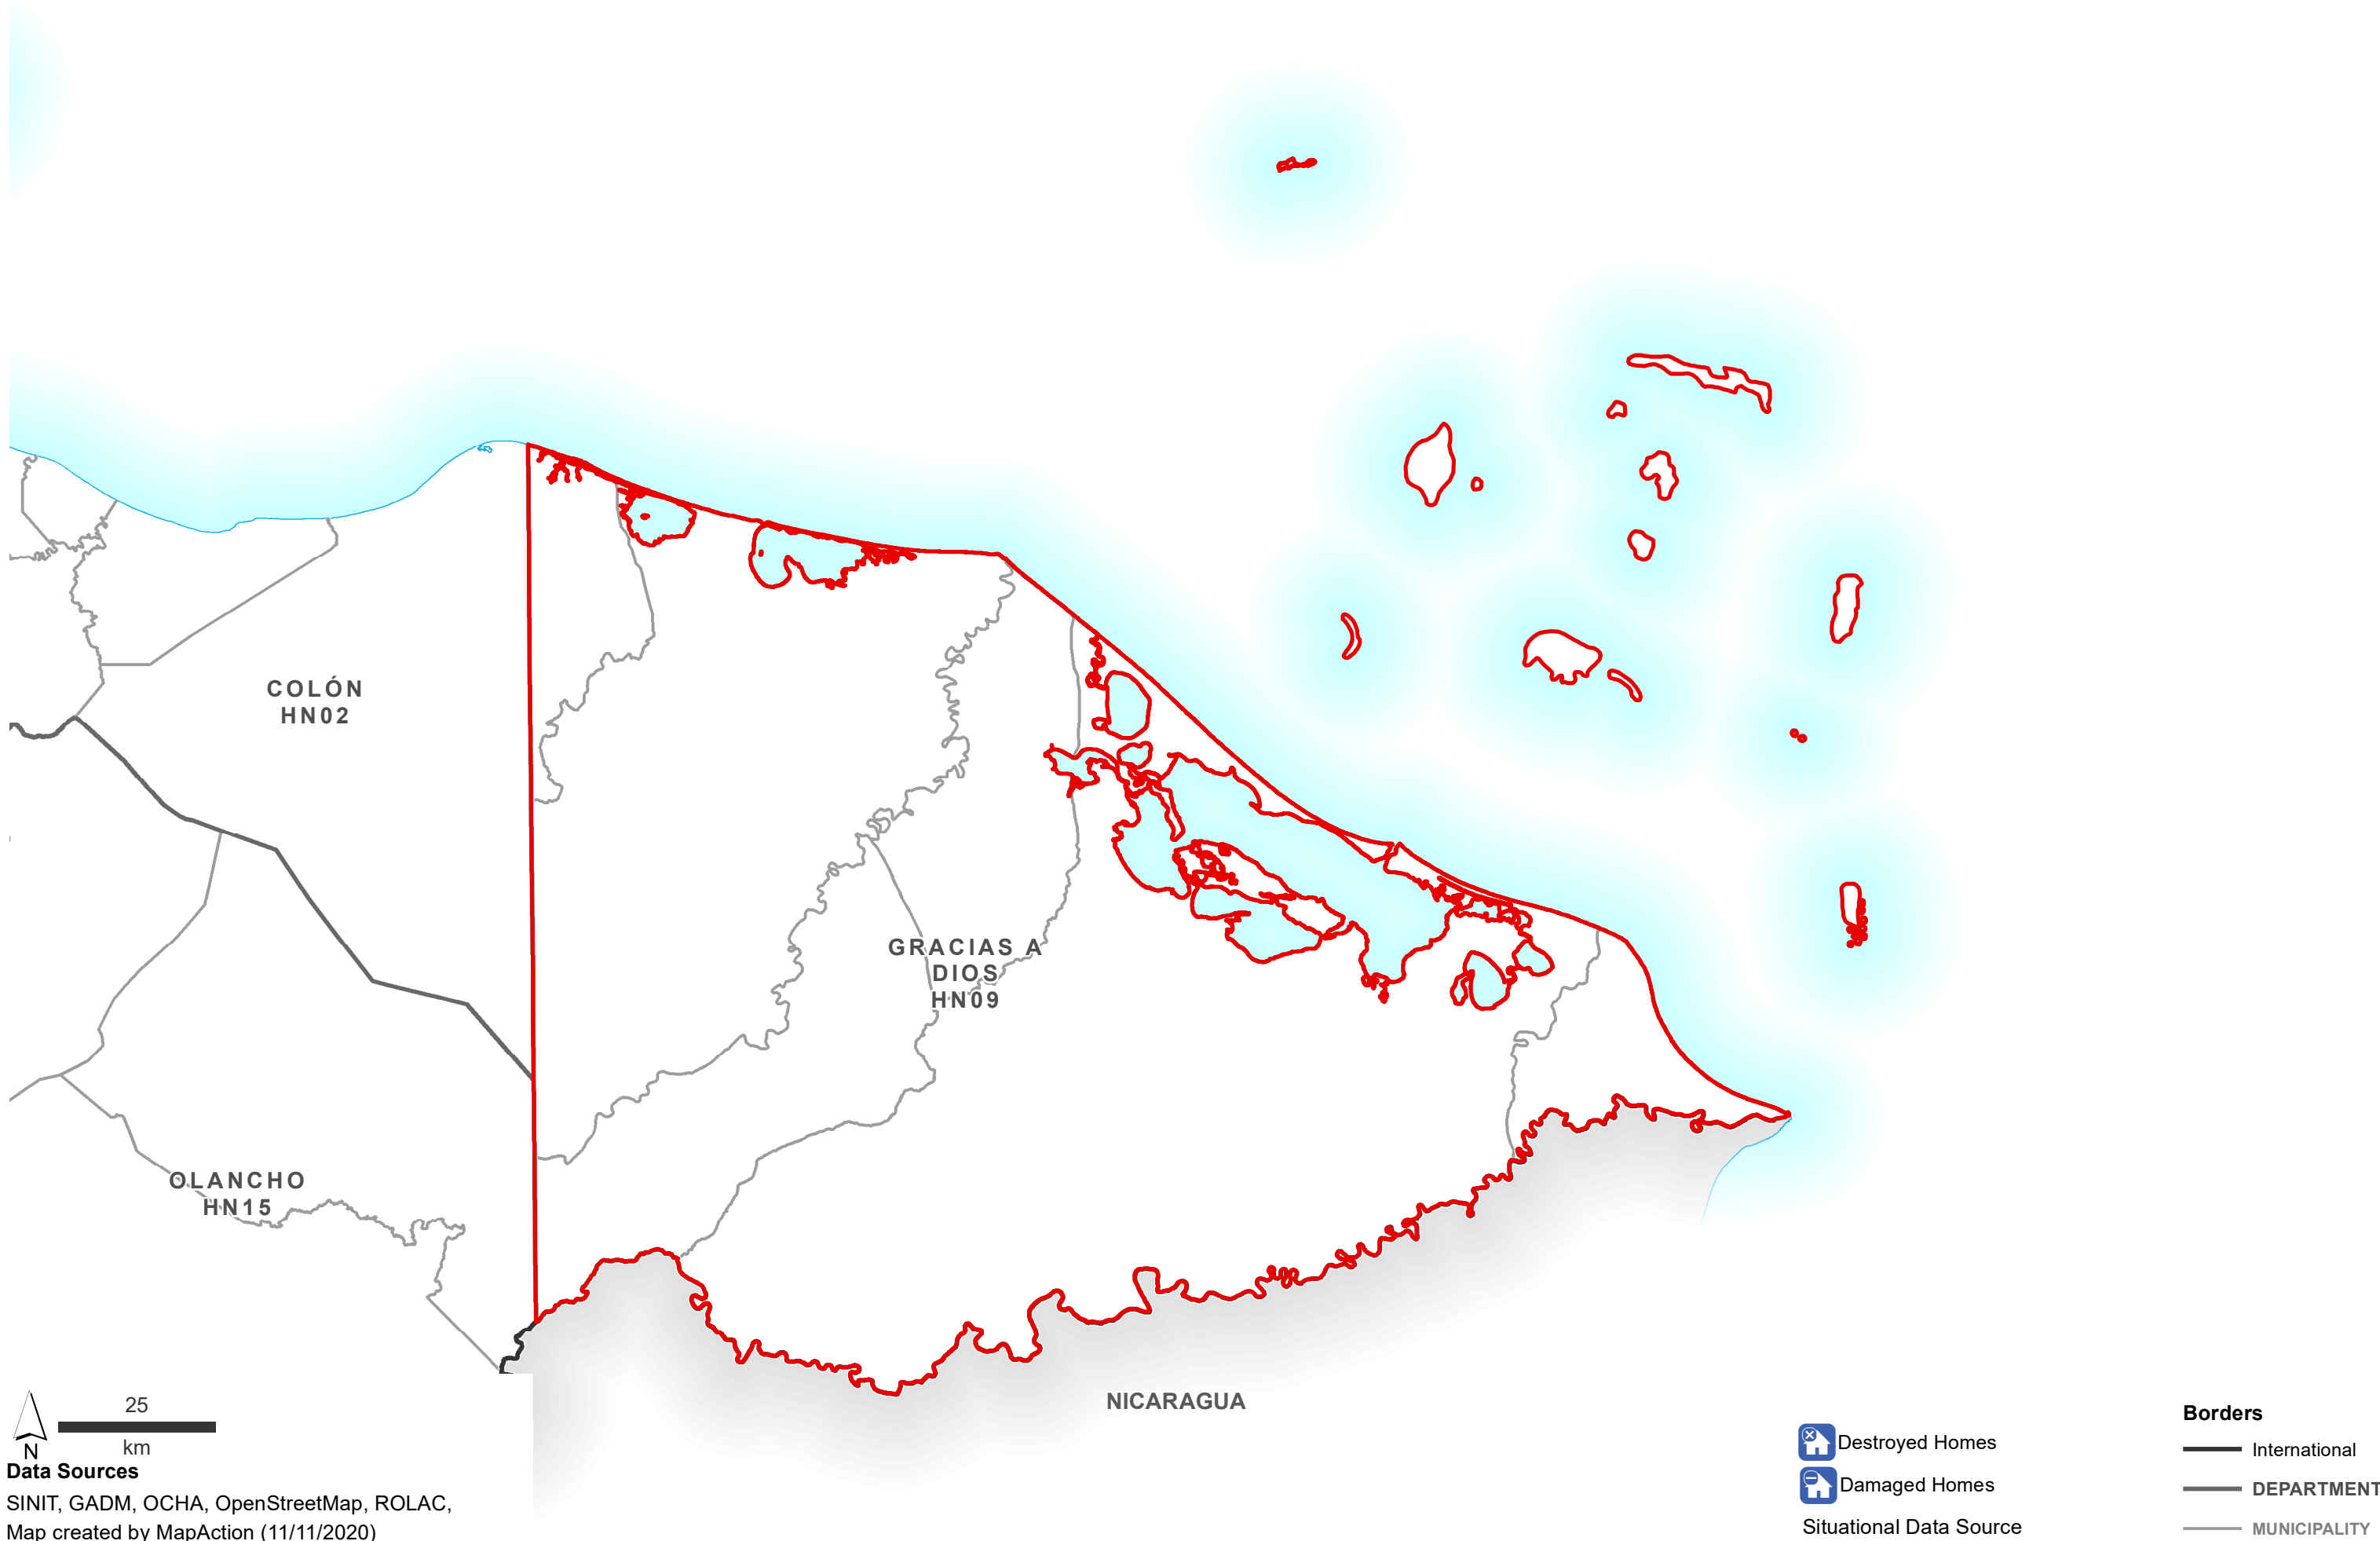 COLÓN
HN02
GRACIAS A
DIOS
HN09
OLANCHO
HN15
NICARAGUA
25
km
N
Data Sources
SINIT, GADM, OCHA, OpenStreetMap, ROLAC,
Map created by MapAction (11/11/2020)
Destroyed Homes
Damaged Homes
Situational Data Source
Borders
International
DEPARTMENT
MUNICIPALITY